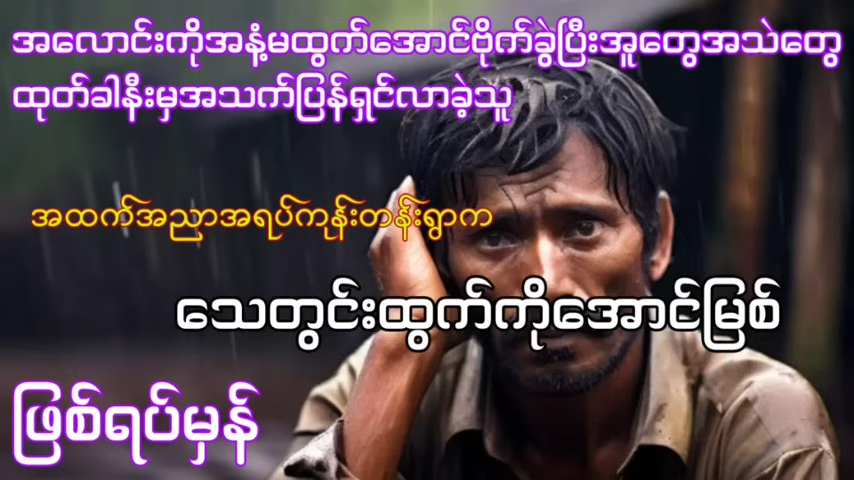 အလောင်းကိုအနံ့မထွက်အောင်ဗိုက်ခွဲပြီးအူတွေအသဲတွေ
ထုတ်ခါနီးမှအသက်ပြန်ရှင်လာခဲ့သူ
အထက်အညာအရပ်ကုန်းတန်းရွာက
သေတွင်းထွက်ကိုအောင်မြစ်
ဖြစ်ရပ်မှန်